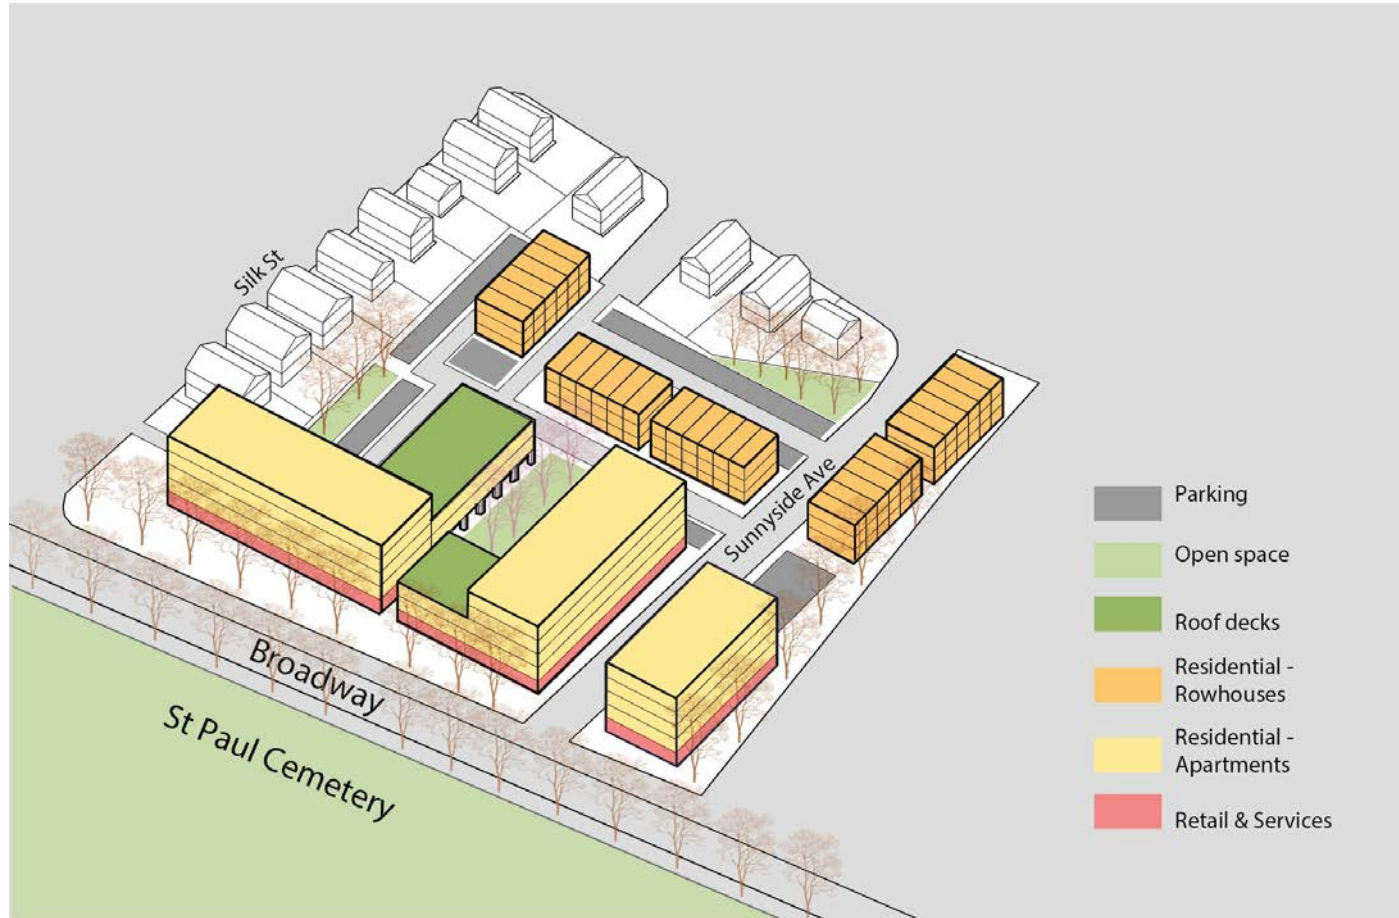 Silk St
Sunnyside Ave
Broadway
St Paul Cemetery
Parking
Open space
Roof decks
Residential -
Rowhouses
Residential -
Apartments
Retail & Services